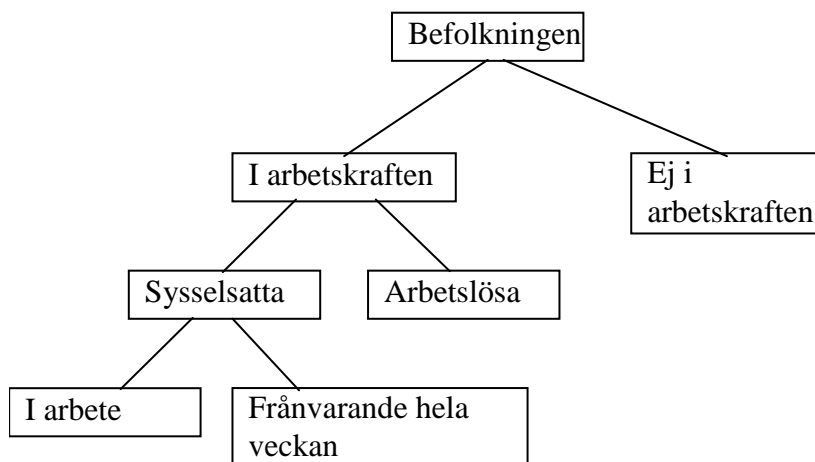 Befolkningen
I arbetskraften
Ej i
arbetskraften
Sysselsatta
Arbetslösa
I arbete
Frånvarande hela
veckan